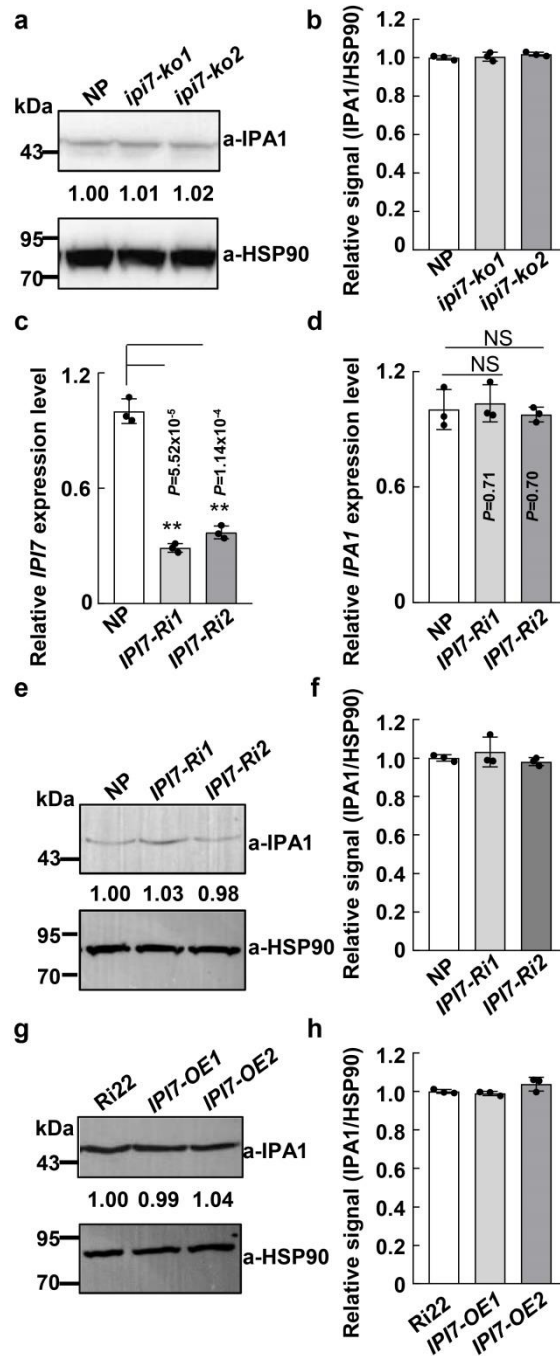 a
NP ipi7-ko1 ipi7-ko2
kDa
43
a-IPA1
1.00 1.01 1.02
95
70
a-HSP90
b
Relative signal (IPA1/HSP90)
1.2
1.0
0.8
0.6
0.4
0.2
0
NP ipi7-ko1 ipi7-ko2
c
Relative IPI7 expression level
1.2
0.6
0
P=5.52x10-5
P=1.14x10-4
**
**
NP IPI7-Ri1 IPI7-Ri2
d
Relative IPA1 expression level
1.2
0.6
0
NS
NS
P=0.71
P=0.70
NP IPI7-Ri1 IPI7-Ri2
e
NP IPI7-Ri1 IPI7-Ri2
kDa
43
a-IPA1
1.00 1.03 0.98
95
70
a-HSP90
f
Relative signal (IPA1/HSP90)
1.2
1.0
0.8
0.6
0.4
0.2
0
NP IPI7-Ri1 IPI7-Ri2
g
Ri22 IPI7-OE1 IPI7-OE2
kDa
43
a-IPA1
1.00 0.99 1.04
95
70
a-HSP90
h
Relative signal (IPA1/HSP90)
1.2
1.0
0.8
0.6
0.4
0.2
0
Ri22 IPI7-OE1 IPI7-OE2